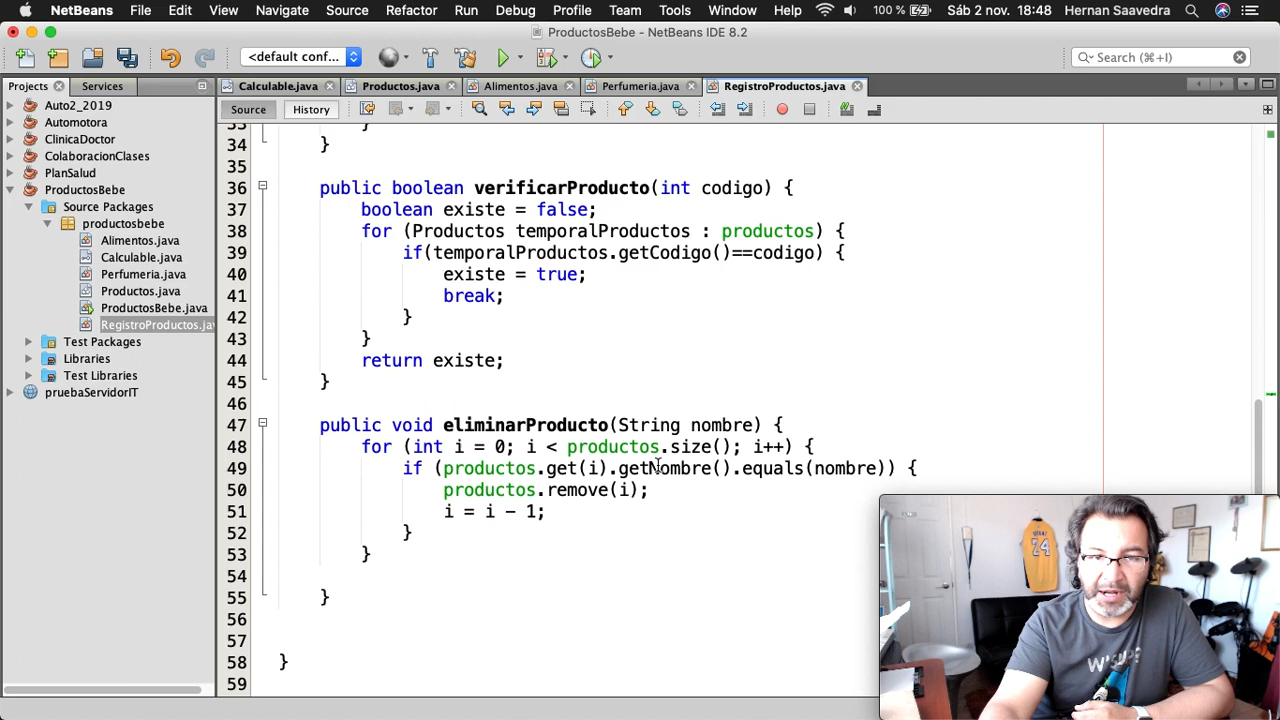 NetBeans File Edit View Navigate Source Refactor Run Debug Profile Team Tools Window Help 100 % Sáb 2 nov. 18:48 Hernan Saavedra
ProductosBebe - NetBeans IDE 8.2
<default conf... Search (⌘+I)
Projects Services Calculable.java Productos.java Alimentos.java Perfumeria.java RegistroProductos.java
Source History
Auto2_2019
Automotora
ClinicaDoctor
ColaboracionClases
PlanSalud
ProductosBebe
Source Packages
productosbebe
Alimentos.java
Calculable.java
Perfumeria.java
Productos.java
ProductosBebe.java
RegistroProductos.jav
Test Packages
Libraries
Test Libraries
pruebaServidorIT
33 }
34 }
35
36 public boolean verificarProducto(int codigo) {
37 boolean existe = false;
38 for (Productos temporalProductos : productos) {
39 if(temporalProductos.getCodigo()==codigo) {
40 existe = true;
41 break;
42 }
43 }
44 return existe;
45 }
46
47 public void eliminarProducto(String nombre) {
48 for (int i = 0; i < productos.size(); i++) {
49 if (productos.get(i).getNombre().equals(nombre)) {
50 productos.remove(i);
51 i = i - 1;
52 }
53 }
54
55 }
56
57
58 }
59
24